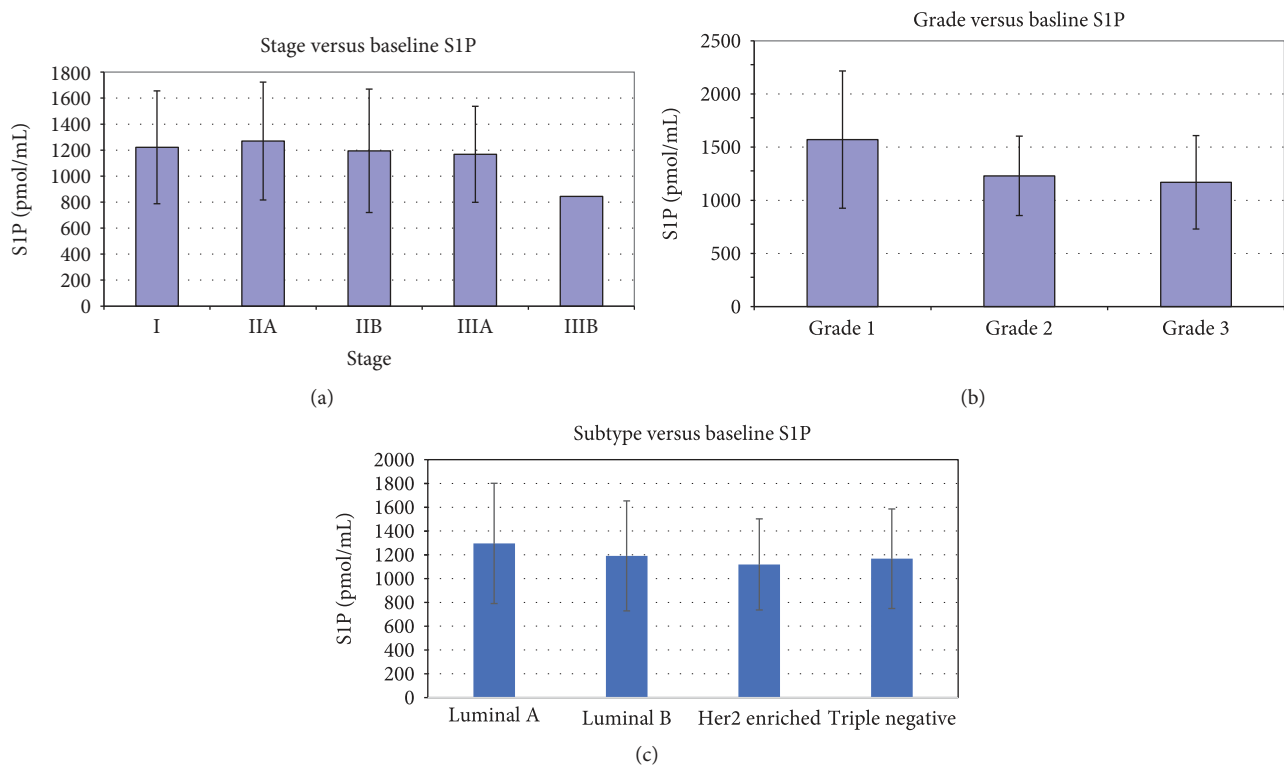 Stage versus baseline S1P
1800
1600
1400
1200
1000
800
600
400
200
0
S1P (pmol/mL)
I IIA IIB IIIA IIIB
Stage
(a)
Grade versus basline S1P
2500
2000
1500
1000
500
0
S1P (pmol/mL)
Grade 1 Grade 2 Grade 3
(b)
Subtype versus baseline S1P
2000
1800
1600
1400
1200
1000
800
600
400
200
0
S1P (pmol/mL)
Luminal A Luminal B Her2 enriched Triple negative
(c)